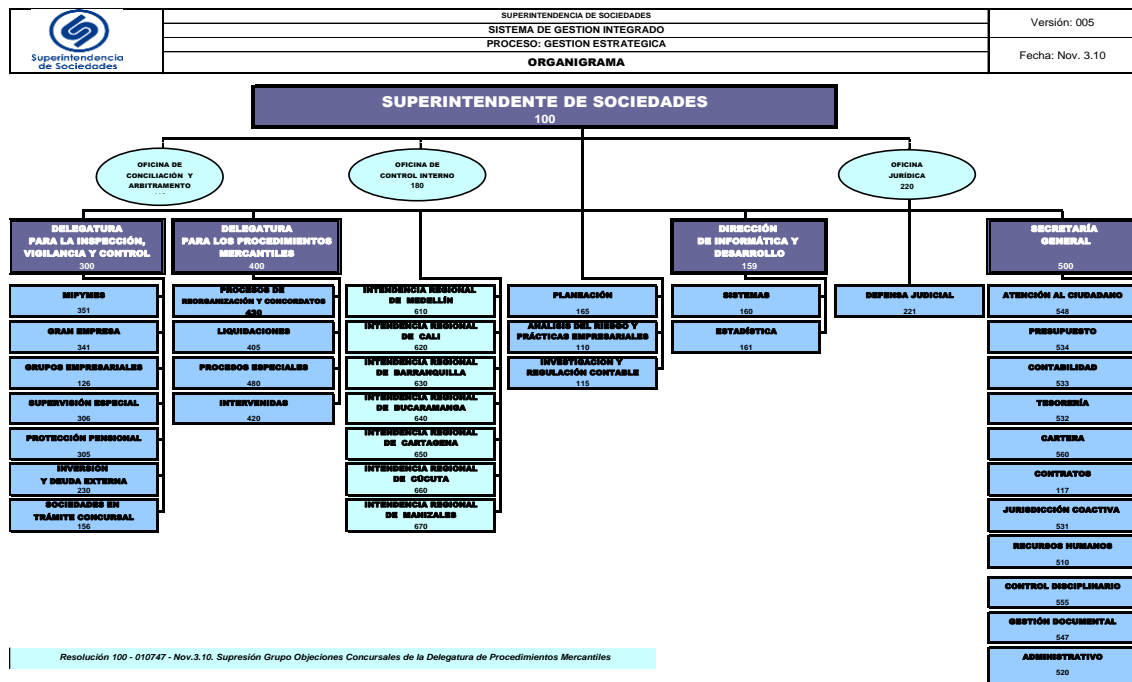 Superintendencia
de Sociedades
SUPERINTENDENCIA DE SOCIEDADES
SISTEMA DE GESTION INTEGRADO
PROCESO: GESTION ESTRATEGICA
ORGANIGRAMA
Versión: 005
Fecha: Nov. 3.10
SUPERINTENDENTE DE SOCIEDADES
100
OFICINA DE
CONCILIACIÓN Y
ARBITRAMENTO
OFICINA DE
CONTROL INTERNO
180
OFICINA
JURÍDICA
220
DELEGATURA
PARA LA INSPECCIÓN,
VIGILANCIA Y CONTROL
300
DELEGATURA
PARA LOS PROCEDIMIENTOS
MERCANTILES
400
DIRECCIÓN
DE INFORMÁTICA Y
DESARROLLO
159
SECRETARÍA
GENERAL
500
MIPYMES
351
GRAN EMPRESA
341
GRUPOS EMPRESARIALES
126
SUPERVISIÓN ESPECIAL
306
PROTECCIÓN PENSIONAL
305
INVERSIÓN
Y DEUDA EXTERNA
230
SOCIEDADES EN
TRÁMITE CONCURSAL
156
PROCESOS DE
REORGANIZACIÓN Y CONCORDATOS
430
LIQUIDACIONES
405
PROCESOS ESPECIALES
480
INTERVENIDAS
420
INTENDENCIA REGIONAL
DE MEDELLÍN
610
INTENDENCIA REGIONAL
DE CALI
620
INTENDENCIA REGIONAL
DE BARRANQUILLA
630
INTENDENCIA REGIONAL
DE BUCARAMANGA
640
INTENDENCIA REGIONAL
DE CARTAGENA
650
INTENDENCIA REGIONAL
DE CÚCUTA
660
INTENDENCIA REGIONAL
DE MANIZALES
670
PLANEACIÓN
165
ANALISIS DEL RIESGO Y
PRÁCTICAS EMPRESARIALES
110
INVESTIGACION Y
REGULACIÓN CONTABLE
115
SISTEMAS
160
ESTADÍSTICA
161
DEFENSA JUDICIAL
221
ATENCIÓN AL CIUDADANO
548
PRESUPUESTO
534
CONTABILIDAD
533
TESORERÍA
532
CARTERA
560
CONTRATOS
117
JURISDICCIÓN COACTIVA
531
RECURSOS HUMANOS
510
CONTROL DISCIPLINARIO
555
GESTIÓN DOCUMENTAL
547
ADMINISTRATIVO
520
Resolución 100 - 010747 - Nov.3.10. Supresión Grupo Objeciones Concursales de la Delegatura de Procedimientos Mercantiles